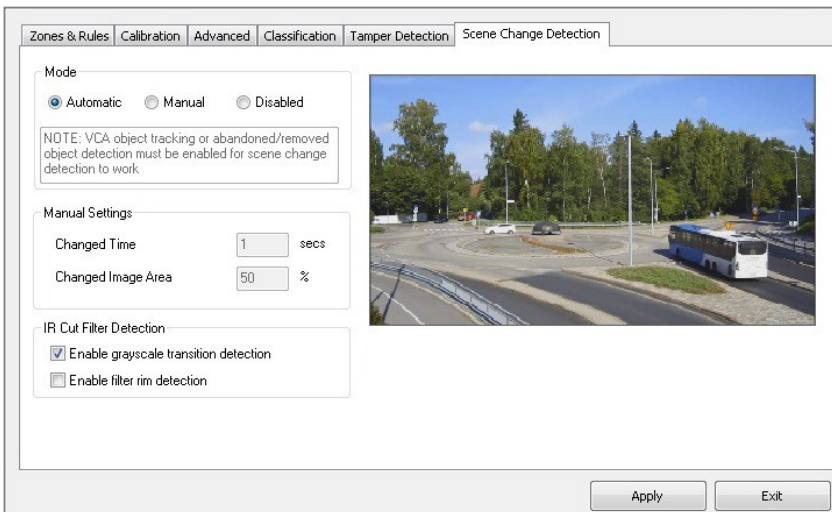 Zones & Rules Calibration Advanced Classification Tamper Detection Scene Change Detection
Mode
Automatic Manual Disabled
NOTE: VCA object tracking or abandoned/removed
object detection must be enabled for scene change
detection to work
Manual Settings
Changed Time 1 secs
Changed Image Area 50 %
IR Cut Filter Detection
Enable grayscale transition detection
Enable filter rim detection
Apply Exit